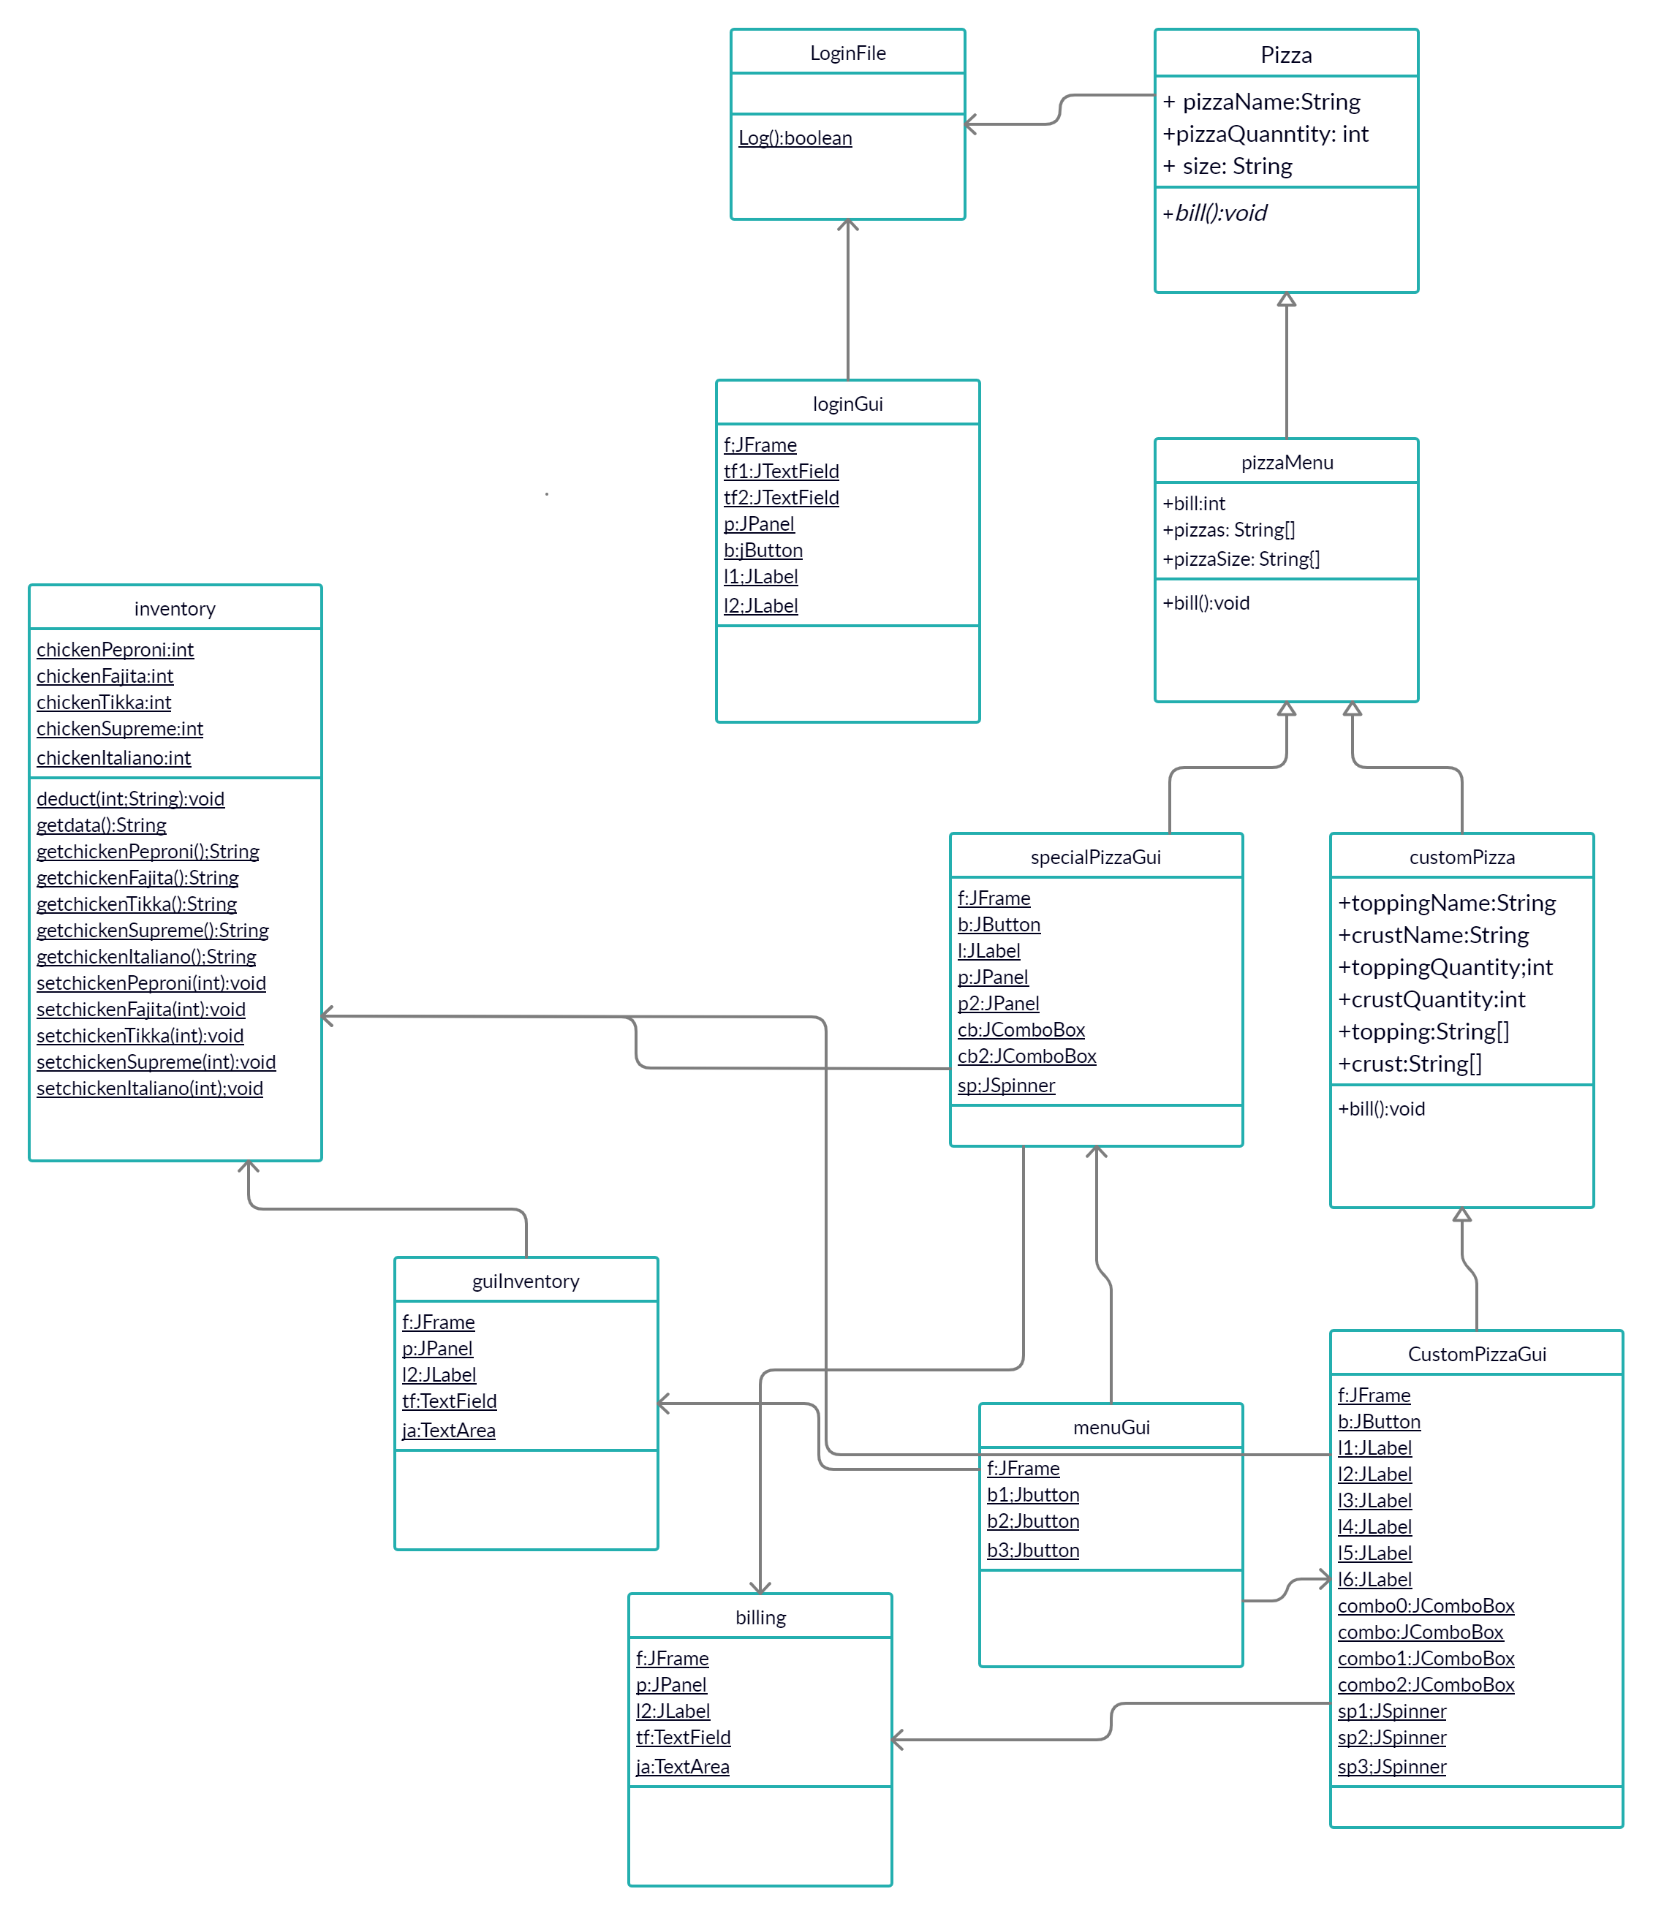 LoginFile
Log():boolean
Pizza
+ pizzaName:String
+pizzaQuanntity: int
+ size: String
+bill():void
loginGui
f;JFrame
tf1:JTextField
tf2:JTextField
p:JPanel
b:jButton
l1;JLabel
l2;JLabel
pizzaMenu
+bill:int
+pizzas: String[]
+pizzaSize: String{]
+bill():void
inventory
chickenPeproni:int
chickenFajita:int
chickenTikka:int
chickenSupreme:int
chickenItaliano:int
deduct(int;String):void
getdata():String
getchickenPeproni();String
getchickenFajita():String
getchickenTikka():String
getchickenSupreme():String
getchickenItaliano();String
setchickenPeproni(int):void
setchickenFajita(int):void
setchickenTikka(int):void
setchickenSupreme(int):void
setchickenItaliano(int);void
specialPizzaGui
f:JFrame
b:JButton
l:JLabel
p:JPanel
p2:JPanel
cb:JComboBox
cb2:JComboBox
sp;JSpinner
customPizza
+toppingName:String
+crustName:String
+toppingQuantity;int
+crustQuantity:int
+topping:String[]
+crust:String[]
+bill():void
guiInventory
f:JFrame
p:JPanel
l2:JLabel
tf:TextField
ja:TextArea
menuGui
f:JFrame
b1;Jbutton
b2;Jbutton
b3;Jbutton
CustomPizzaGui
f:JFrame
b:JButton
l1:JLabel
l2:JLabel
l3:JLabel
l4:JLabel
l5:JLabel
l6:JLabel
combo0:JComboBox
combo:JComboBox
combo1:JComboBox
combo2:JComboBox
sp1;JSpinner
sp2;JSpinner
sp3;JSpinner
billing
f:JFrame
p:JPanel
l2:JLabel
tf:TextField
ja:TextArea